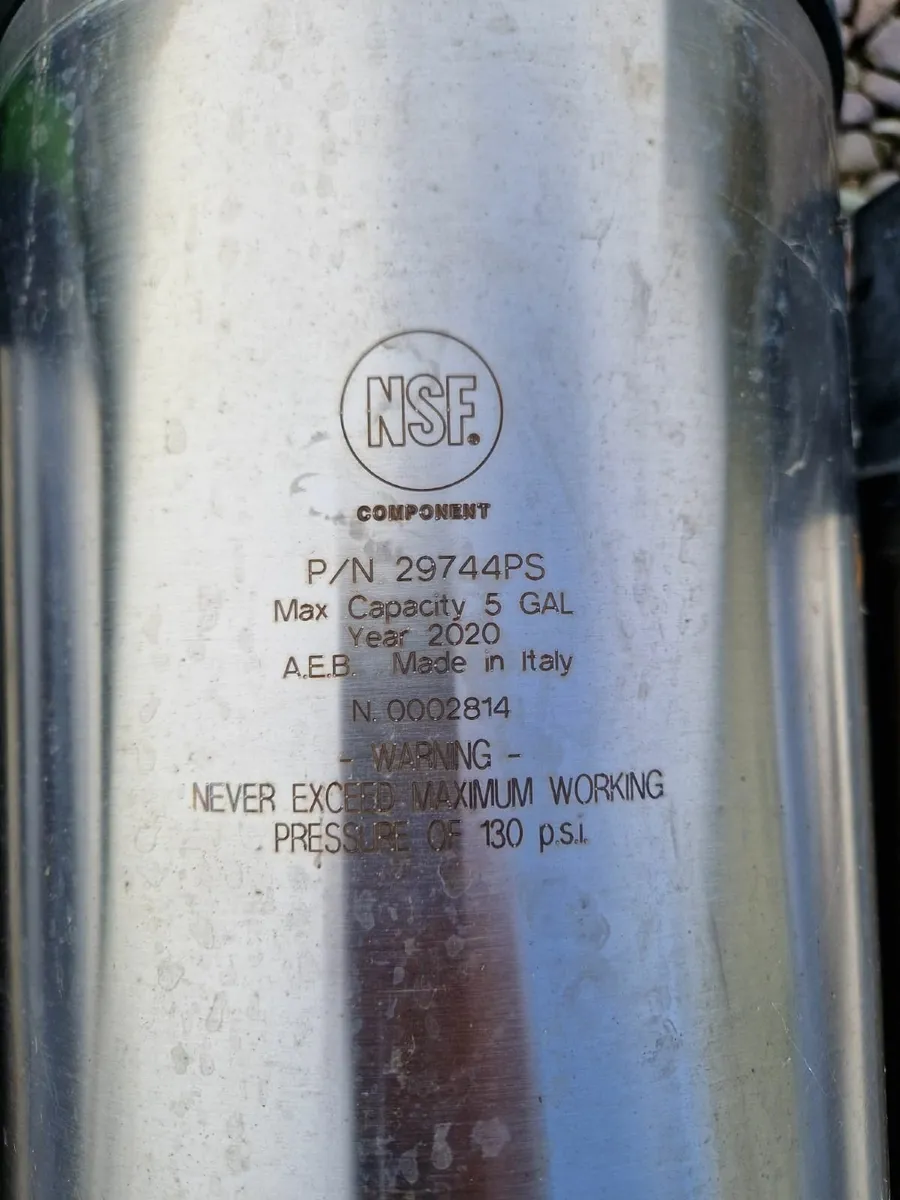 NSF.
COMPONENT
P/N 29744PS
Max Capacity 5 GAL
Year 2020
A.E.B. Made in Italy
N. 0002814
- WARNING -
NEVER EXCEED MAXIMUM WORKING
PRESSURE OF 130 p.s.i.